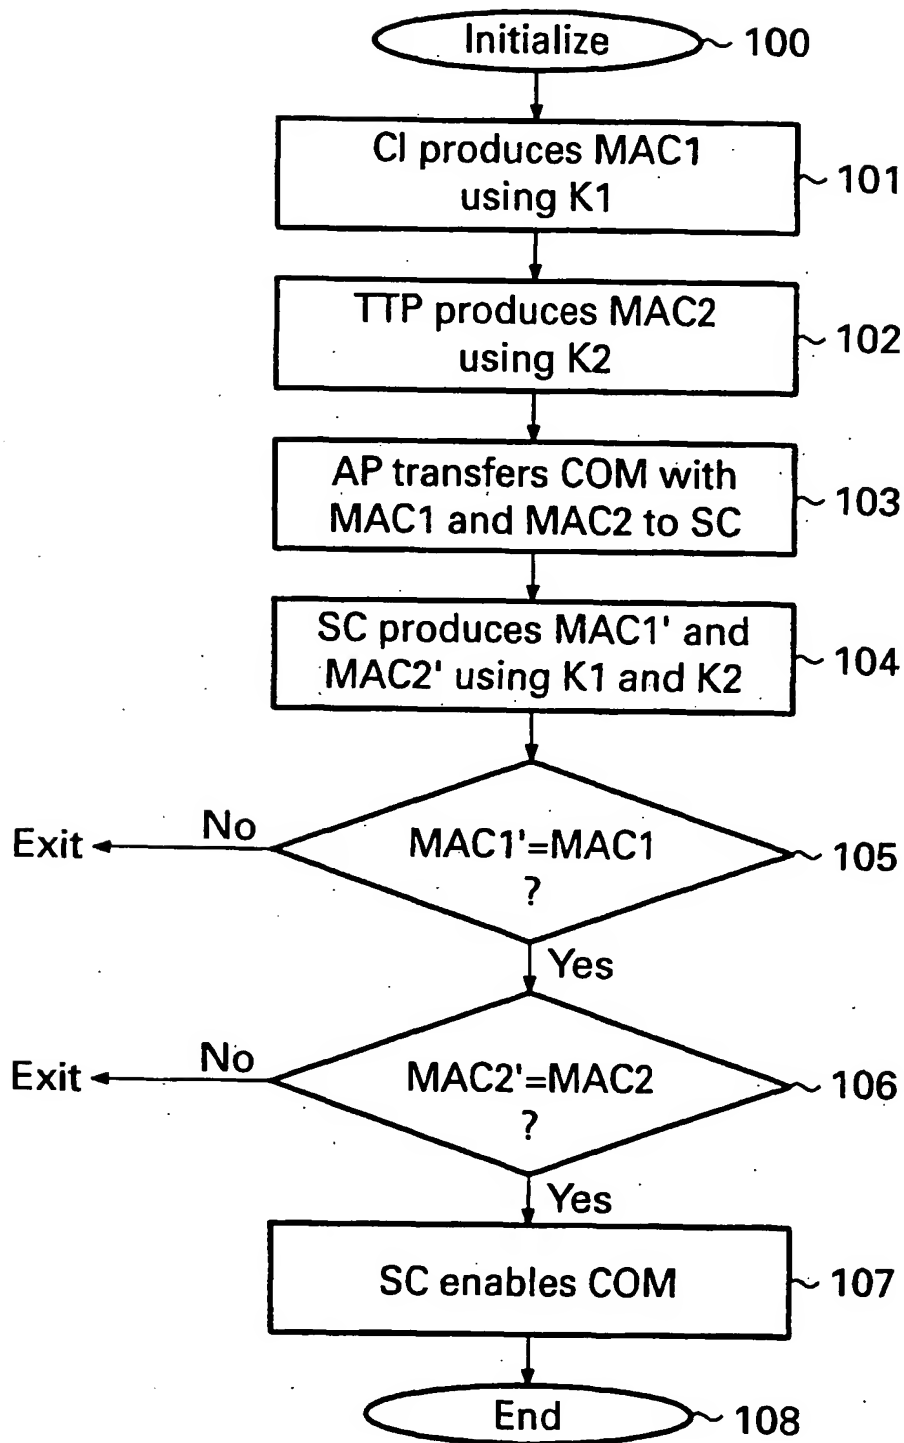 Initialize
100
CI produces MAC1
using K1
101
TTP produces MAC2
using K2
102
AP transfers COM with
MAC1 and MAC2 to SC
103
SC produces MAC1' and
MAC2' using K1 and K2
104
Exit
No
MAC1'=MAC1
?
105
Yes
Exit
No
MAC2'=MAC2
?
106
Yes
SC enables COM
107
End
108